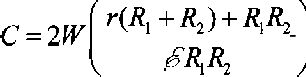 C = 2W ( r(R₁ + R₂) + R₁R₂ / ℰR₁R₂ )